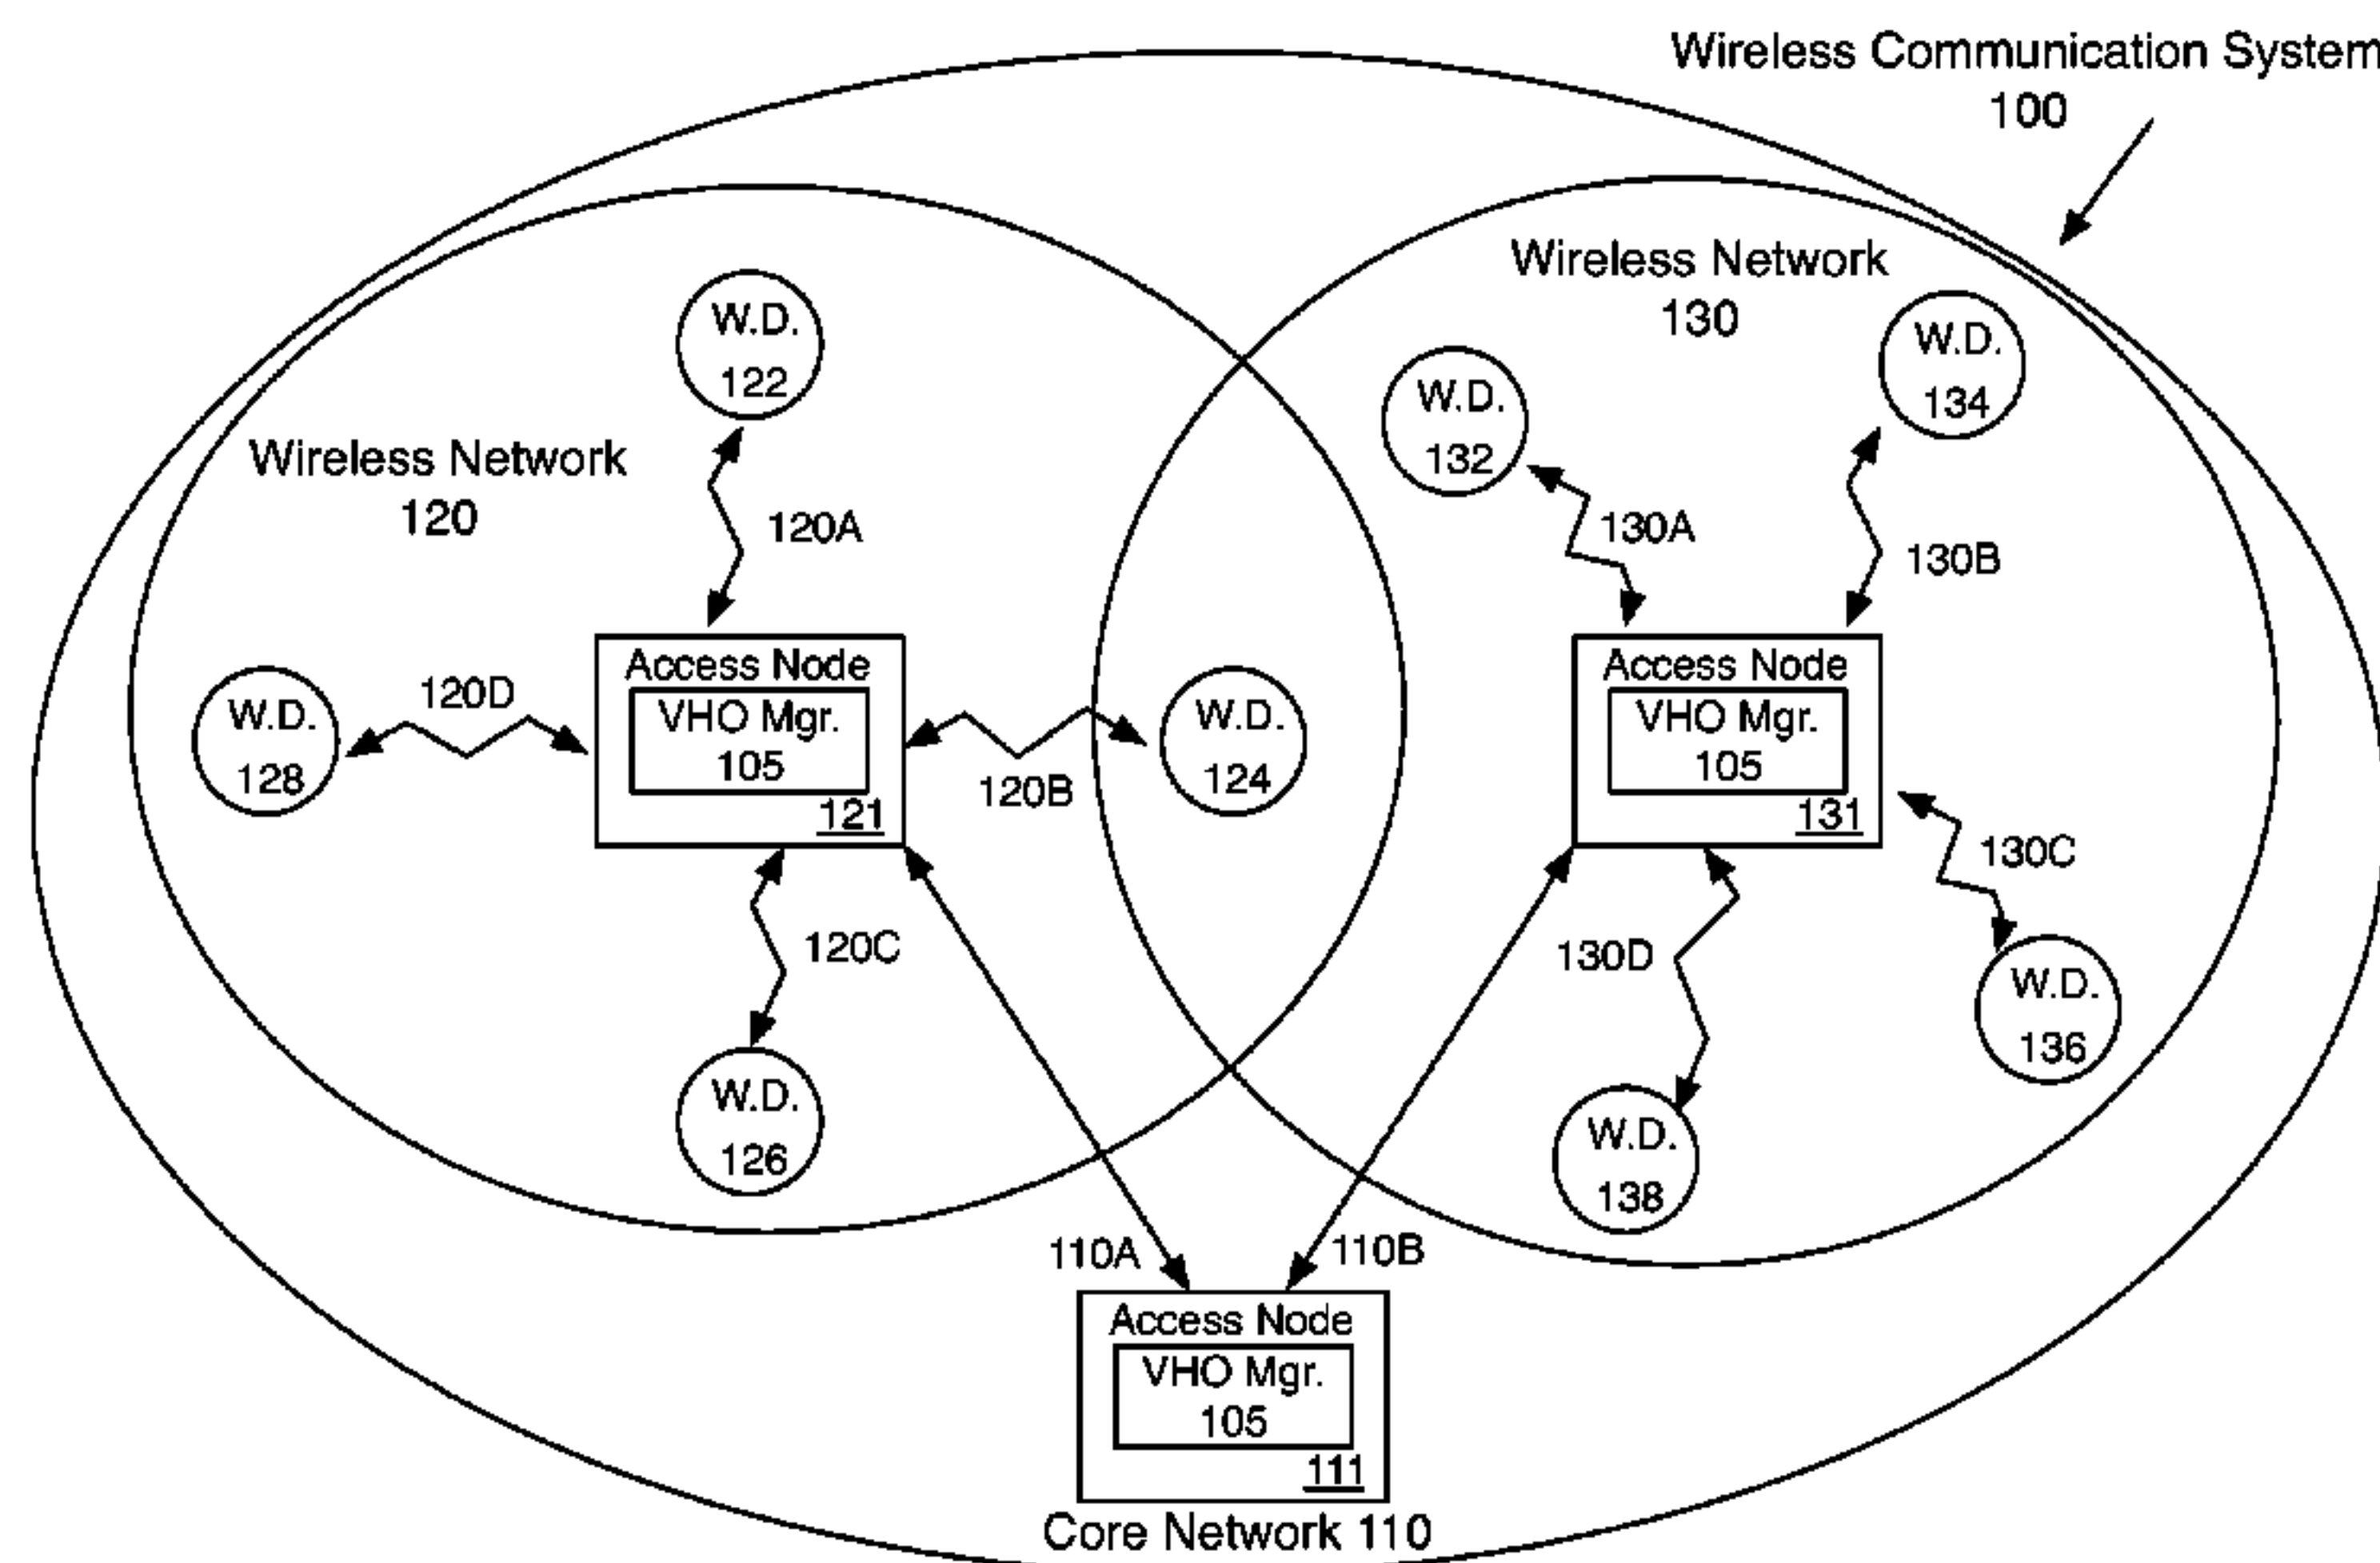 Wireless Communication System
100
Wireless Network
130
W.D.
122
W.D.
134
W.D.
132
Wireless Network
120
120A
130A
130B
Access Node
VHO Mgr.
105
121
Access Node
VHO Mgr.
105
131
W.D.
128
120D
120B
W.D.
124
130C
120C
130D
W.D.
136
W.D.
126
W.D.
138
110A
110B
Access Node
VHO Mgr.
105
111
Core Network 110